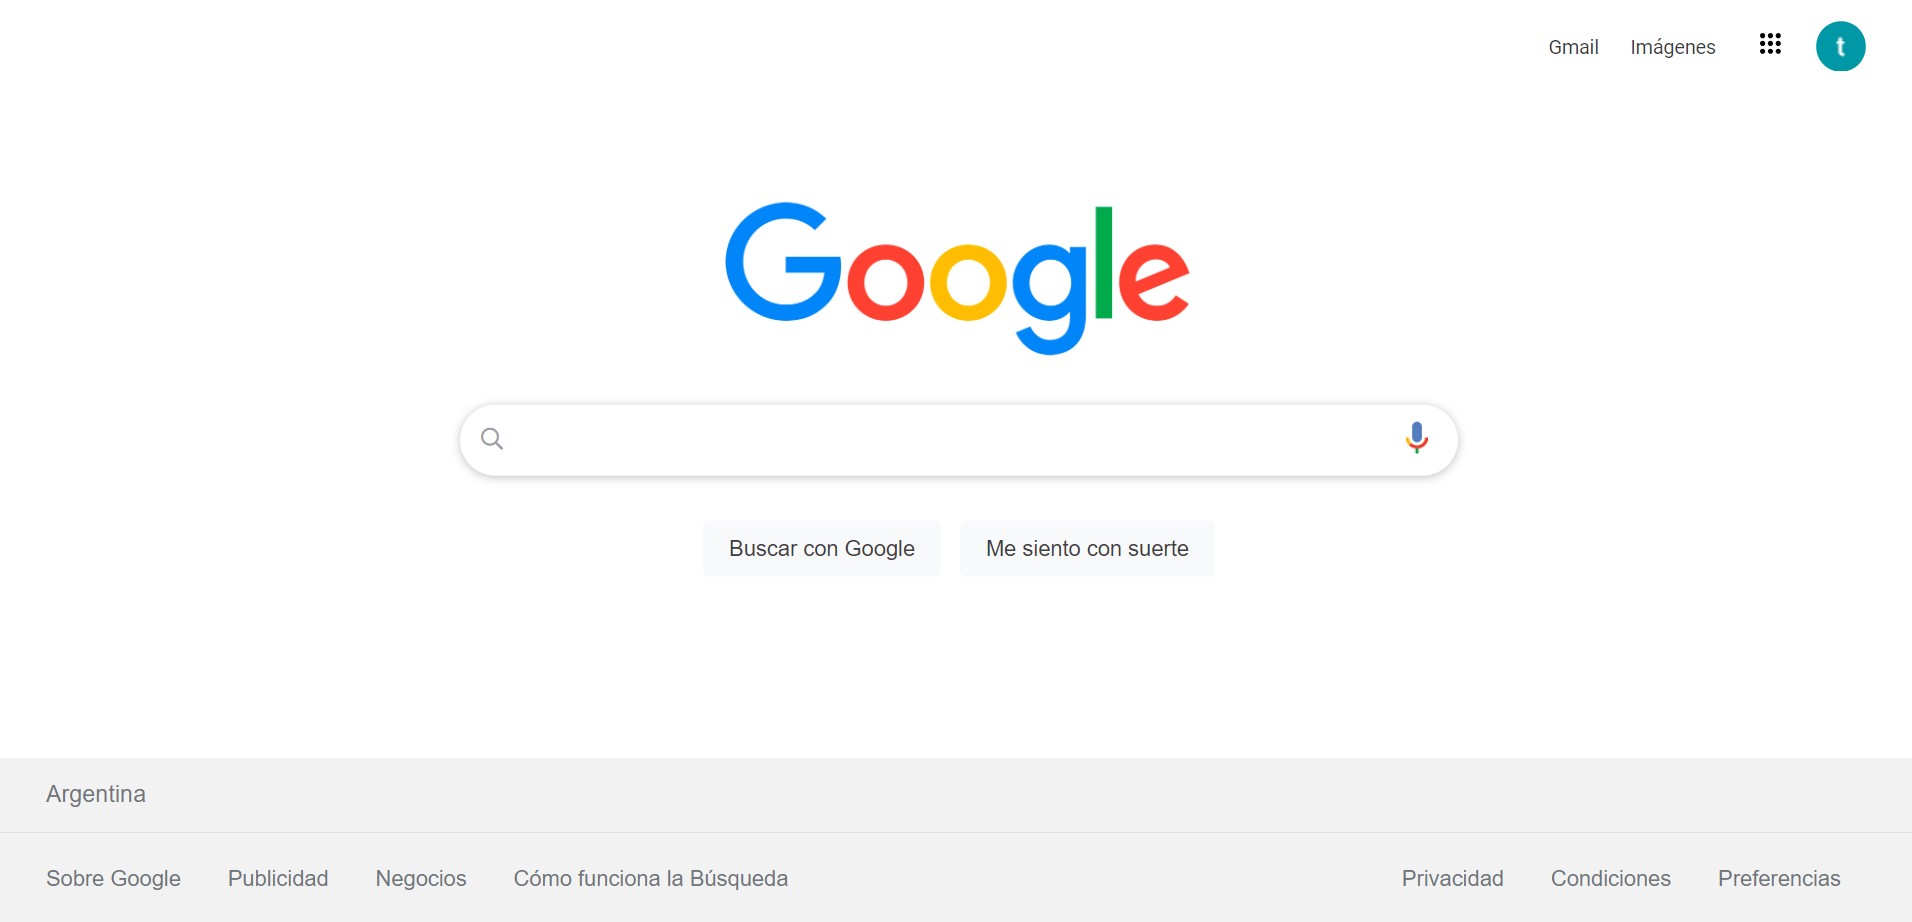 Gmail Imágenes t
Google
Buscar con Google Me siento con suerte
Argentina
Sobre Google Publicidad Negocios Cómo funciona la Búsqueda Privacidad Condiciones Preferencias